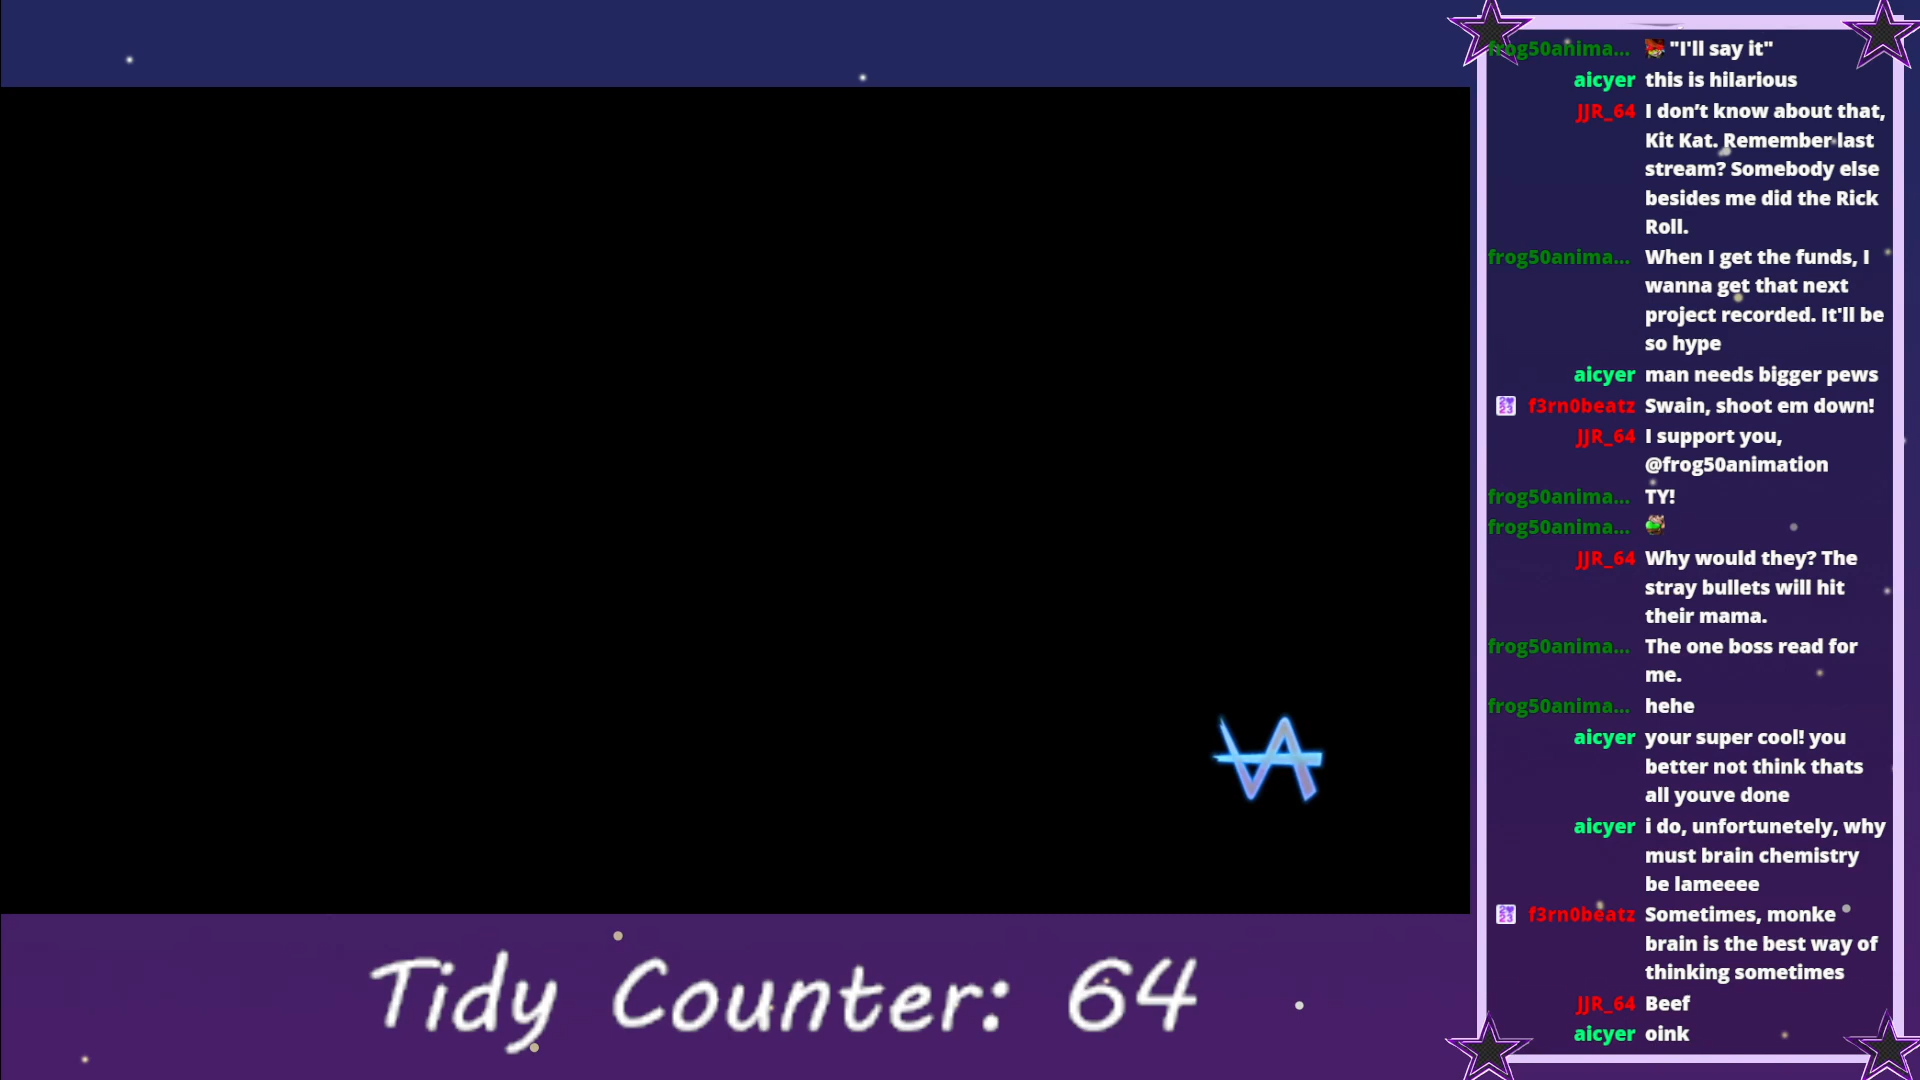 frog50anima... "I'll say it"
aicyer this is hilarious
JJR_64 I don't know about that,
Kit Kat. Remember last
stream? Somebody else
besides me did the Rick
Roll.
frog50anima... When I get the funds, I
wanna get that next
project recorded. It'll be
so hype
aicyer man needs bigger pews
f3rn0beatz Swain, shoot em down!
JJR_64 I support you,
@frog50animation
frog50anima... TY!
frog50anima...
JJR_64 Why would they? The
stray bullets will hit
their mama.
frog50anima... The one boss read for
me.
frog50anima... hehe
aicyer your super cool! you
better not think thats
all youve done
aicyer i do, unfortunetely, why
must brain chemistry
be lameeee
f3rn0beatz Sometimes, monke
brain is the best way of
thinking sometimes
JJR_64 Beef
aicyer oink
Tidy Counter: 64